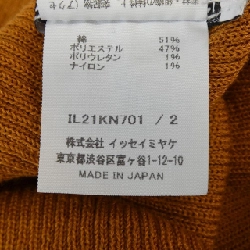 綿 51%
ポリエステル 47%
ポリウレタン 1%
ナイロン 1%
IL21KN701 / 2
株式会社 イッセイミヤケ
東京都渋谷区富ヶ谷1-12-10
MADE IN JAPAN